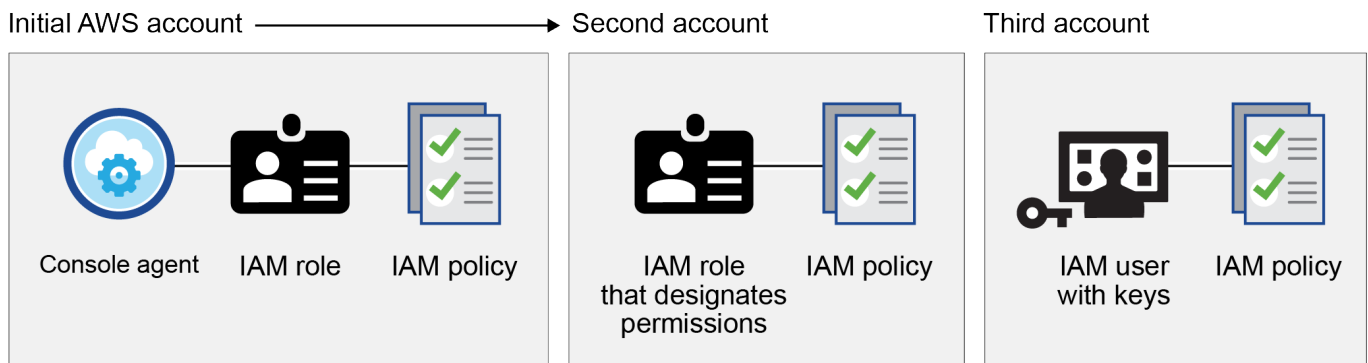 Initial AWS account
Second account
Third account
Console agent
IAM role
IAM policy
IAM role
that designates
permissions
IAM policy
IAM user
with keys
IAM policy